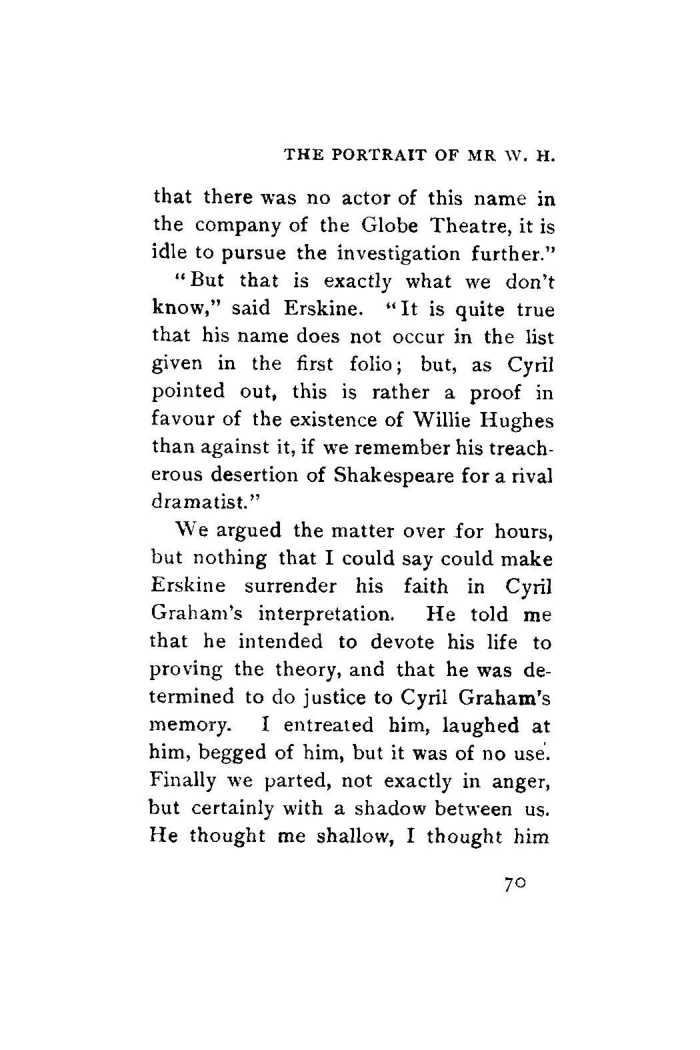 THE PORTRAIT OF MR W. H.
that there was no actor of this name in
the company of the Globe Theatre, it is
idle to pursue the investigation further."
"But that is exactly what we don't
know," said Erskine. "It is quite true
that his name does not occur in the list
given in the first folio; but, as Cyril
pointed out, this is rather a proof in
favour of the existence of Willie Hughes
than against it, if we remember his treach-
erous desertion of Shakespeare for a rival
dramatist."
We argued the matter over for hours,
but nothing that I could say could make
Erskine surrender his faith in Cyril
Graham's interpretation. He told me
that he intended to devote his life to
proving the theory, and that he was de-
termined to do justice to Cyril Graham's
memory. I entreated him, laughed at
him, begged of him, but it was of no use.
Finally we parted, not exactly in anger,
but certainly with a shadow between us.
He thought me shallow, I thought him
70